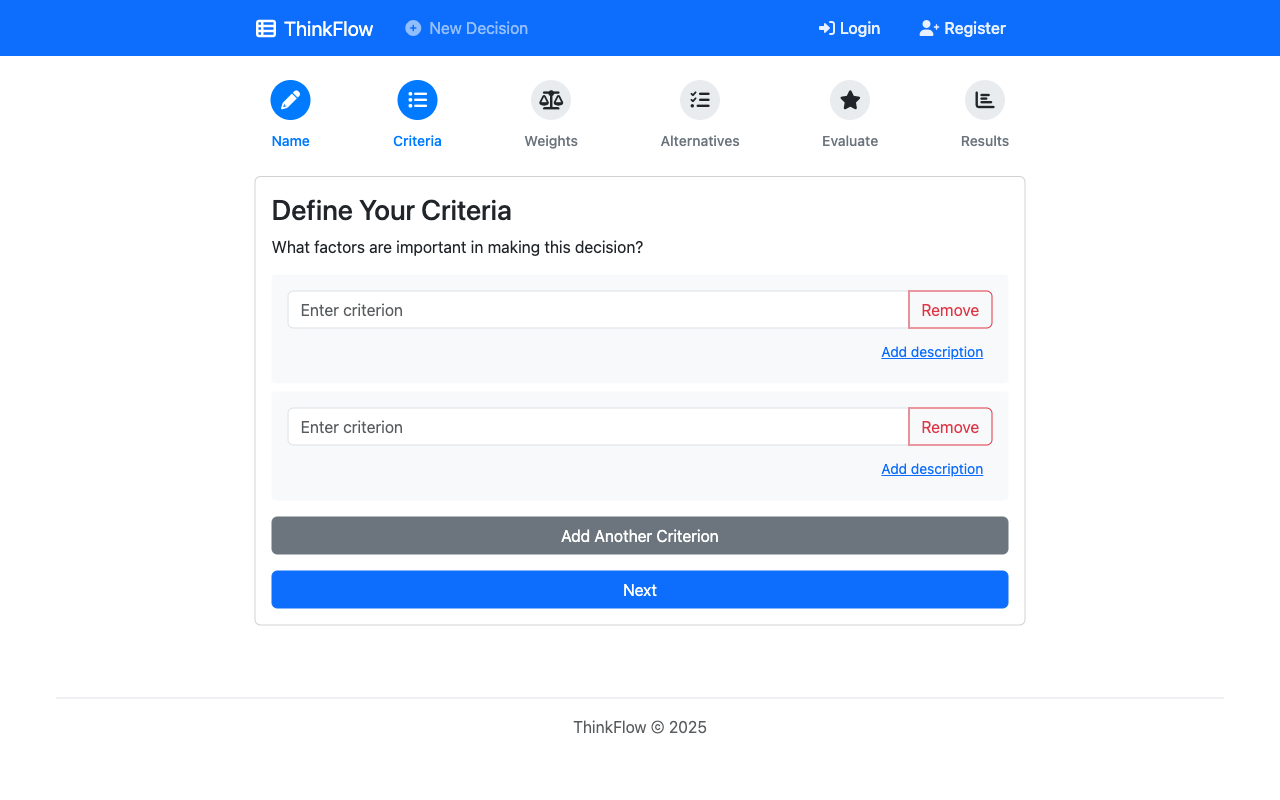 ThinkFlow New Decision Login Register
Name Criteria Weights Alternatives Evaluate Results
Define Your Criteria
What factors are important in making this decision?
Enter criterion Remove
Add description
Enter criterion Remove
Add description
Add Another Criterion
Next
ThinkFlow © 2025